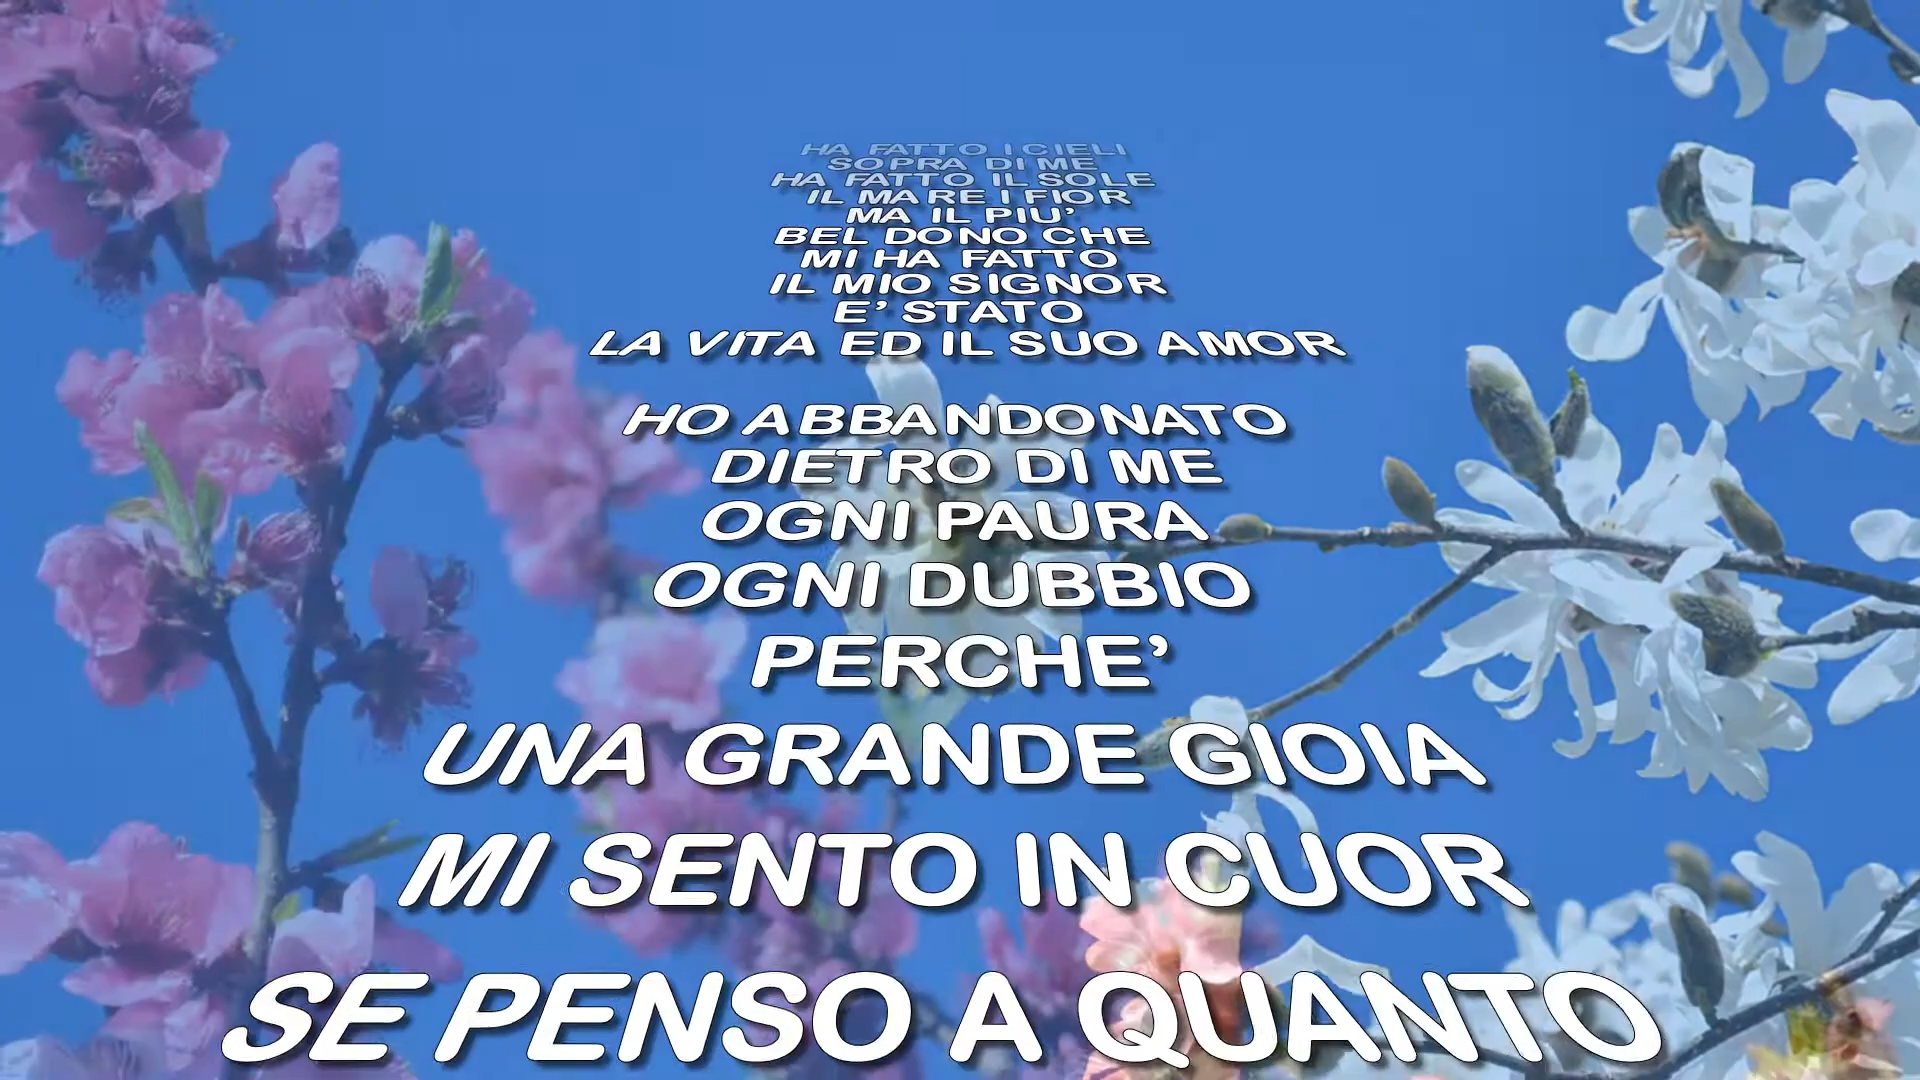 HA FATTO I CIELI
SOPRA DI ME
HA FATTO IL SOLE
IL MARE I FIOR
MA IL PIU'
BEL DONO CHE
MI HA FATTO
IL MIO SIGNOR
E' STATO
LA VITA ED IL SUO AMOR
HO ABBANDONATO
DIETRO DI ME
OGNI PAURA
OGNI DUBBIO
PERCHE'
UNA GRANDE GIOIA
MI SENTO IN CUOR
SE PENSO A QUANTO